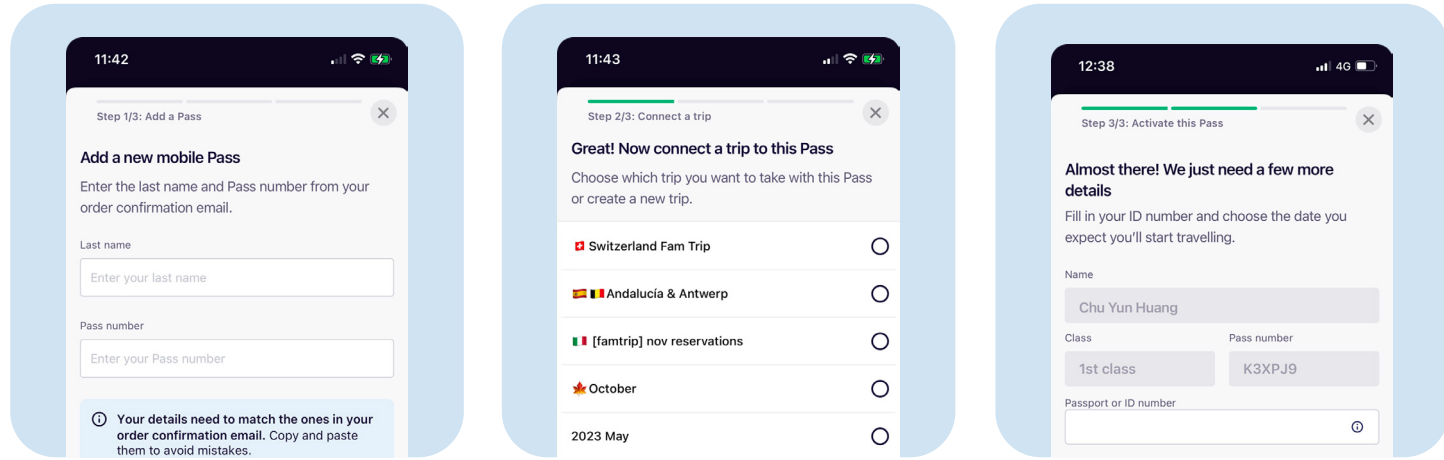 11:42
Step 1/3: Add a Pass
Add a new mobile Pass
Enter the last name and Pass number from your
order confirmation email.
Last name
Enter your last name
Pass number
Enter your Pass number
Your details need to match the ones in your
order confirmation email. Copy and paste
them to avoid mistakes.
11:43
Step 2/3: Connect a trip
Great! Now connect a trip to this Pass
Choose which trip you want to take with this Pass
or create a new trip.
🇨🇭 Switzerland Fam Trip
🇪🇸 🇧🇪 Andalucía & Antwerp
🇮🇹 [famtrip] nov reservations
🍁 October
2023 May
12:38
4G
Step 3/3: Activate this Pass
Almost there! We just need a few more
details
Fill in your ID number and choose the date you
expect you'll start travelling.
Name
Chu Yun Huang
Class
Pass number
1st class
K3XPJ9
Passport or ID number